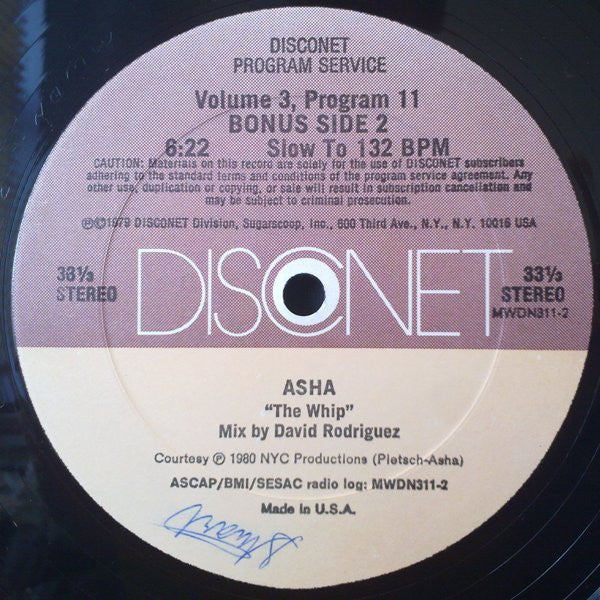 DISCONET
PROGRAM SERVICE
Volume 3, Program 11
BONUS SIDE 2
6:22 Slow To 132 BPM
CAUTION: Materials on this record are solely for the use of DISCONET subscribers
adhering to the standard terms and conditions of the program service agreement. Any
other use, duplication or copying, or sale will result in subscription cancellation and
may be subject to criminal prosecution.
℗©1979 DISCONET Division, Sugarscoop, Inc., 600 Third Ave., N.Y., N.Y. 10016 USA
33⅓ STEREO
DISCONET
33⅓ STEREO
MWDN311-2
ASHA
"The Whip"
Mix by David Rodriguez
Courtesy ℗ 1980 NYC Productions (Pletsch-Asha)
ASCAP/BMI/SESAC radio log: MWDN311-2
Made in U.S.A.